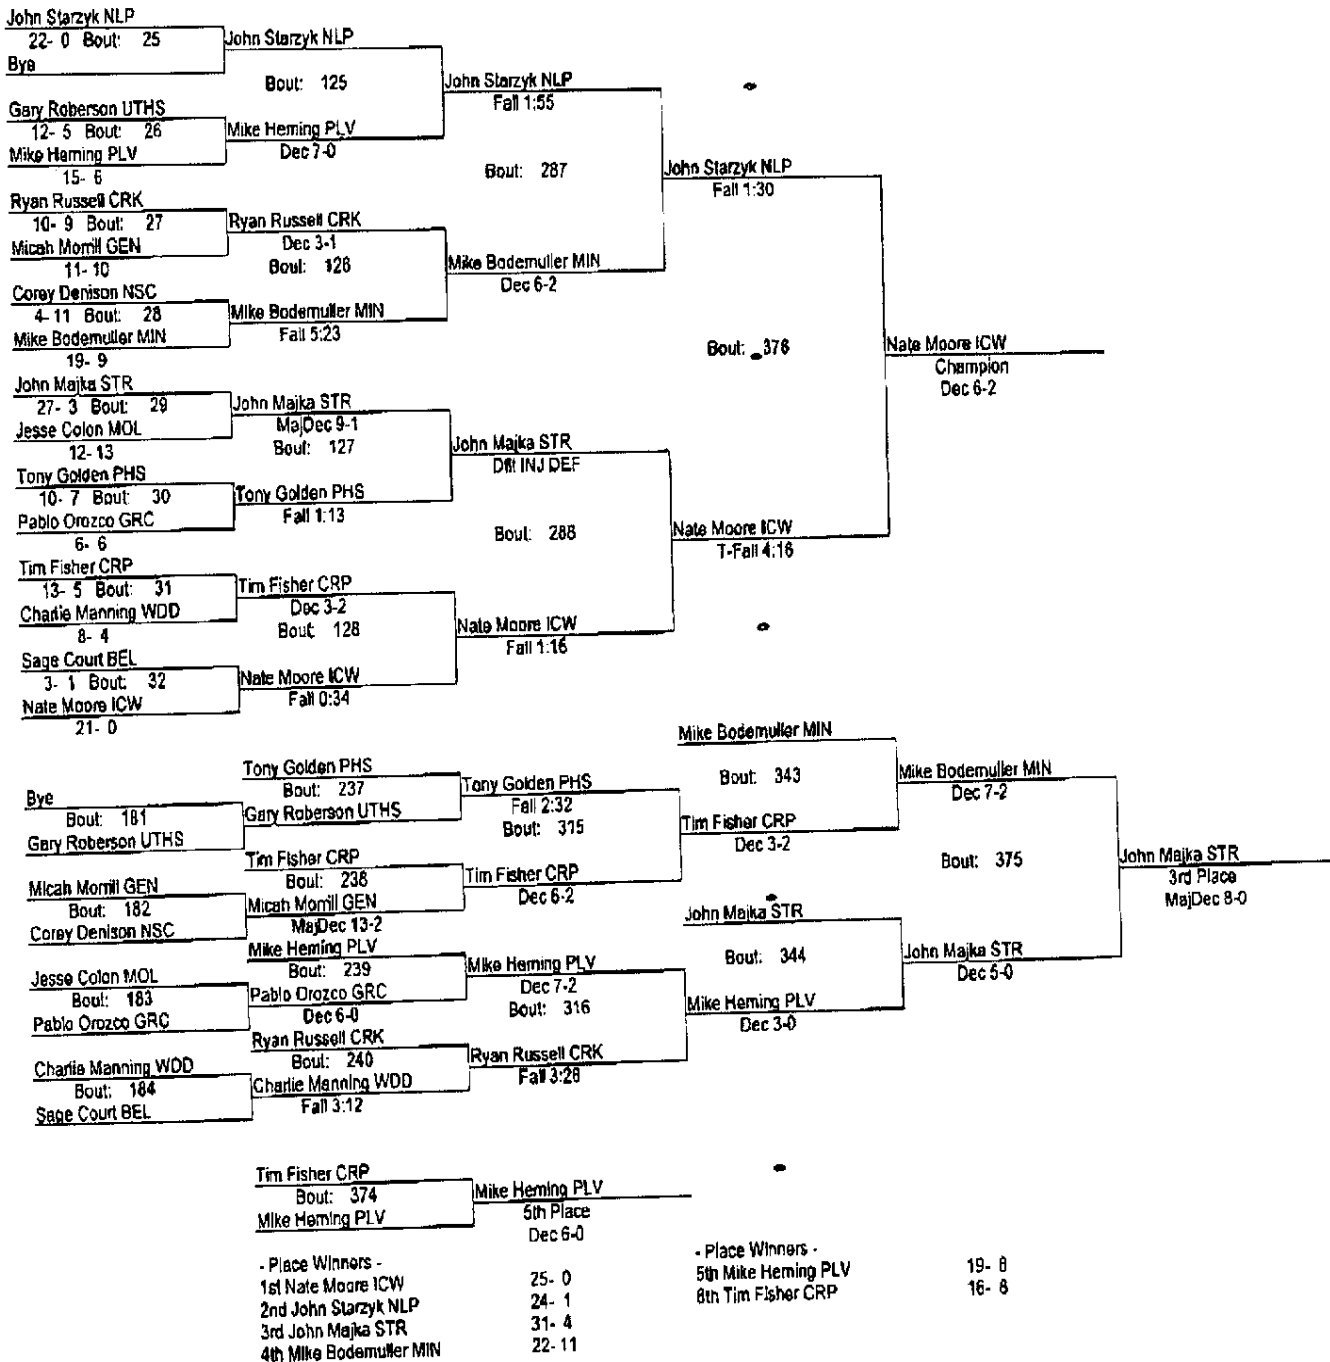 John Starzyk NLP
22- 0 Bout: 25
Bye
John Starzyk NLP
Bout: 125
Gary Roberson UTHS
12- 5 Bout: 26
Mike Heming PLV
15- 6
Mike Heming PLV
Dec 7-0
John Starzyk NLP
Fall 1:55
Bout: 287
Ryan Russell CRK
10- 9 Bout: 27
Micah Morrill GEN
11- 10
Ryan Russell CRK
Dec 3-1
Bout: 126
Corey Denison NSC
4- 11 Bout: 28
Mike Bodemuller MIN
19- 9
Mike Bodemuller MIN
Fall 5:23
Mike Bodemuller MIN
Dec 6-2
John Starzyk NLP
Fall 1:30
Bout: 376
John Majka STR
27- 3 Bout: 29
Jesse Colon MOL
12- 13
John Majka STR
MajDec 9-1
Bout: 127
Tony Golden PHS
10- 7 Bout: 30
Pablo Orozco GRC
6- 6
Tony Golden PHS
Fall 1:13
John Majka STR
Dflt INJ DEF
Bout: 288
Tim Fisher CRP
13- 5 Bout: 31
Charlie Manning WDD
8- 4
Tim Fisher CRP
Dec 3-2
Bout: 128
Sage Court BEL
3- 1 Bout: 32
Nate Moore ICW
21- 0
Nate Moore ICW
Fall 0:34
Nate Moore ICW
Fall 1:16
Nate Moore ICW
T-Fall 4:16
Nate Moore ICW
Champion
Dec 6-2
Bye
Bout: 181
Gary Roberson UTHS
Tony Golden PHS
Bout: 237
Gary Roberson UTHS
Tony Golden PHS
Fall 2:32
Bout: 315
Micah Morrill GEN
Bout: 182
Corey Denison NSC
Tim Fisher CRP
Bout: 238
Micah Morrill GEN
MajDec 13-2
Tim Fisher CRP
Dec 6-2
Mike Bodemuller MIN
Bout: 343
Tim Fisher CRP
Dec 3-2
Mike Bodemuller MIN
Dec 7-2
Bout: 375
Jesse Colon MOL
Bout: 183
Pablo Orozco GRC
Mike Heming PLV
Bout: 239
Pablo Orozco GRC
Dec 6-0
Mike Heming PLV
Dec 7-2
Bout: 316
Charlie Manning WDD
Bout: 184
Sage Court BEL
Ryan Russell CRK
Bout: 240
Charlie Manning WDD
Fall 3:12
Ryan Russell CRK
Fall 3:28
John Majka STR
Bout: 344
Mike Heming PLV
Dec 3-0
John Majka STR
Dec 5-0
John Majka STR
3rd Place
MajDec 8-0
Tim Fisher CRP
Bout: 374
Mike Heming PLV
Mike Heming PLV
5th Place
Dec 6-0
- Place Winners -
1st Nate Moore ICW 25- 0
2nd John Starzyk NLP 24- 1
3rd John Majka STR 31- 4
4th Mike Bodemuller MIN 22- 11
- Place Winners -
5th Mike Heming PLV 19- 8
6th Tim Fisher CRP 16- 8